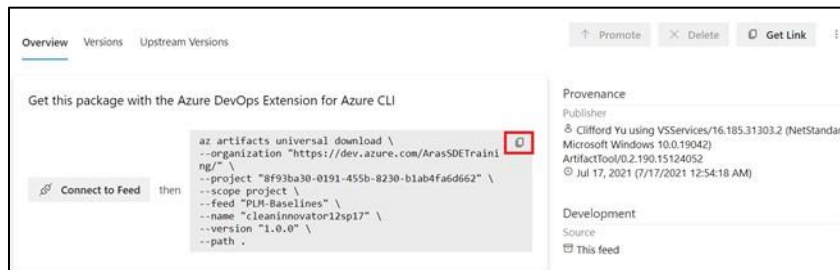 Overview Versions Upstream Versions
Promote Delete Get Link
Get this package with the Azure DevOps Extension for Azure CLI
Connect to Feed then
az artifacts universal download \
--organization "https://dev.azure.com/ArasSDETraini
ng/" \
--project "8f93ba30-0191-455b-8230-b1ab4fa6d662" \
--scope project \
--feed "PLM-Baselines" \
--name "cleaninnovator12sp17" \
--version "1.0.0" \
--path .
Provenance
Publisher
Clifford Yu using VSServices/16.185.31303.2 (NetStandar
Microsoft Windows 10.0.19042)
ArtifactTool/0.2.190.15124052
Jul 17, 2021 (7/17/2021 12:54:18 AM)
Development
Source
This feed